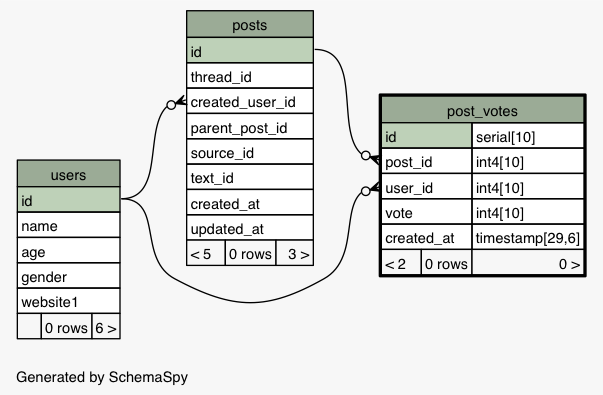 posts
id
thread_id
created_user_id
parent_post_id
source_id
text_id
created_at
updated_at
< 5 0 rows 3 >
post_votes
id serial[10]
post_id int4[10]
user_id int4[10]
vote int4[10]
created_at timestamp[29,6]
< 2 0 rows 0 >
users
id
name
age
gender
website1
0 rows 6 >
Generated by SchemaSpy